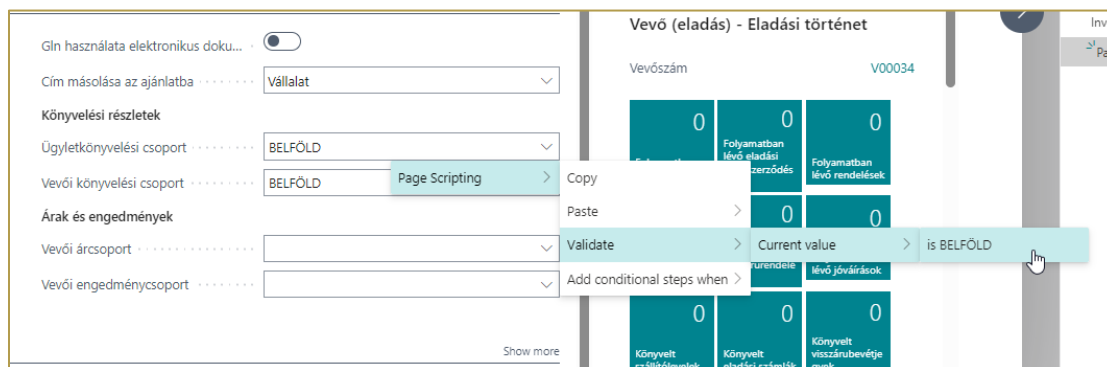 Gln használata elektronikus doku...
Cím másolása az ajánlatba
Vállalat
Könyvelési részletek
Ügyletkönyvelési csoport
BELFÖLD
Vevői könyvelési csoport
BELFÖLD
Árak és engedmények
Vevői árcsoport
Vevői engedménycsoport
Show more
Page Scripting
Copy
Paste
Validate
Add conditional steps when
Current value
is BELFÖLD
Vevő (eladás) - Eladási történet
Vevőszám
V00034
0
0
Folyamatban
lévő eladási
0
Folyamatban
lévő rendelések
0
0
lévő jóváírások
0
Könyvelt
0
Könyvelt
eladási számlák
0
Könyvelt
visszárubevétje
Inv
Pa